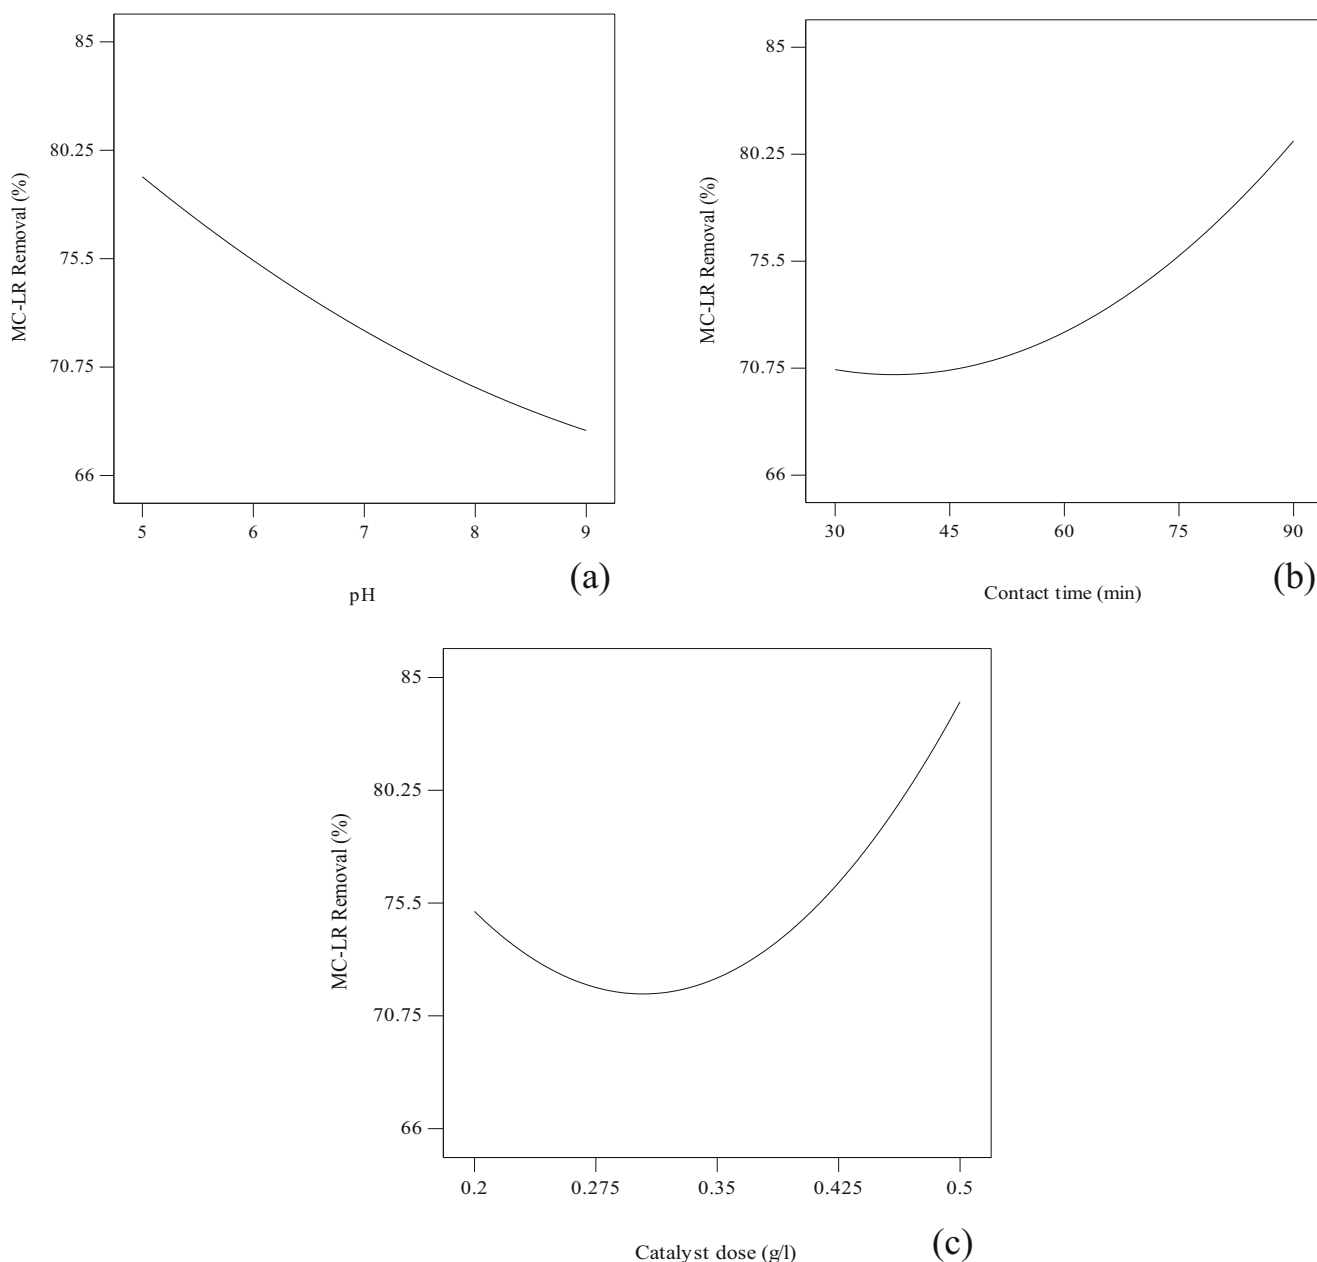 MC-LR Removal (%)
85
80.25
75.5
70.75
66
5 6 7 8 9
pH
(a)
MC-LR Removal (%)
85
80.25
75.5
70.75
66
30 45 60 75 90
Contact time (min)
(b)
MC-LR Removal (%)
85
80.25
75.5
70.75
66
0.2 0.275 0.35 0.425 0.5
Catalyst dose (g/l)
(c)